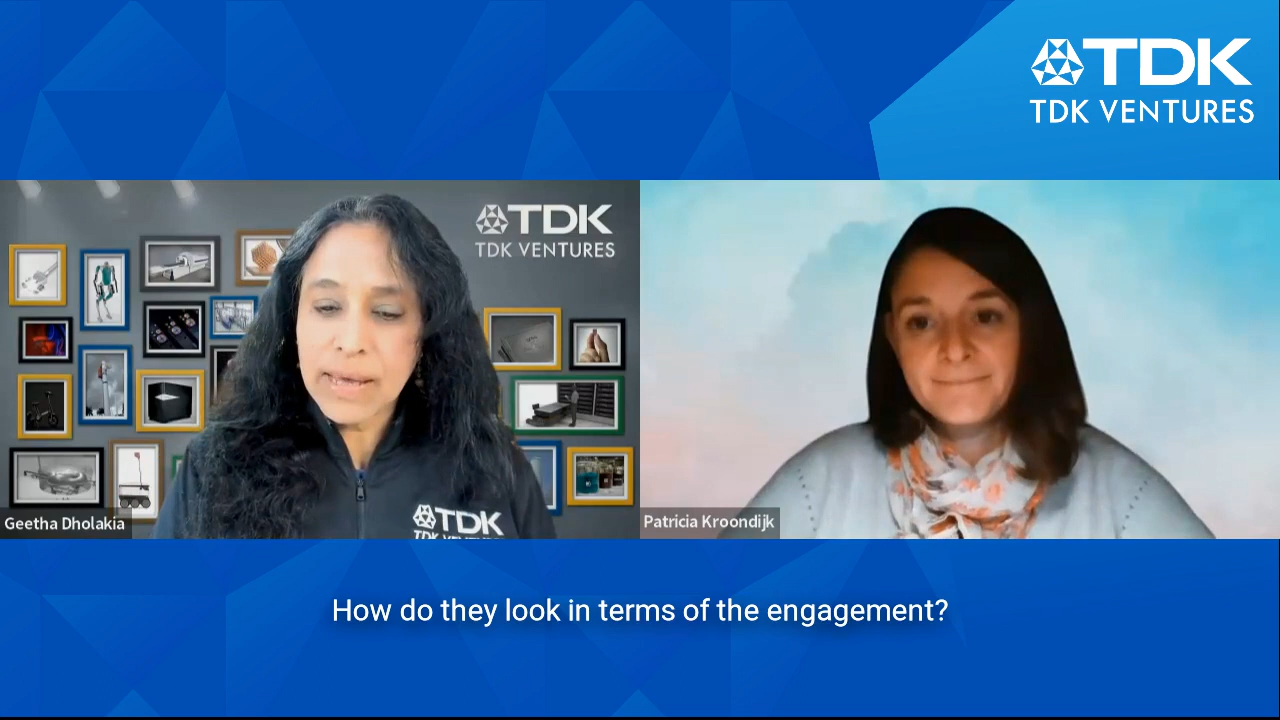 TDK
TDK VENTURES
TDK
TDK VENTURES
TDK
Geetha Dholakia
Patricia Kroondijk
How do they look in terms of the engagement?